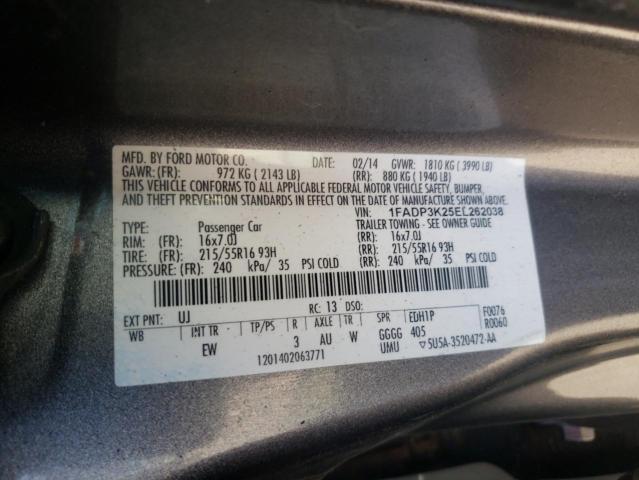 MFD. BY FORD MOTOR CO. DATE: 02/14 GVWR: 1810 KG ( 3990 LB)
GAWR: (FR): 972 KG ( 2143 LB) (RR): 880 KG ( 1940 LB)
THIS VEHICLE CONFORMS TO ALL APPLICABLE FEDERAL MOTOR VEHICLE SAFETY, BUMPER,
AND THEFT PREVENTION STANDARDS IN EFFECT ON THE DATE OF MANUFACTURE SHOWN ABOVE.
VIN: 1FADP3K25EL262038
TYPE: Passenger Car TRAILER TOWING - SEE OWNER GUIDE
RIM: (FR): 16x7.0J (RR): 16x7.0J
TIRE: (FR): 215/55R16 93H (RR): 215/55R16 93H
PRESSURE: (FR): 240 kPa/ 35 PSI COLD (RR): 240 kPa/ 35 PSI COLD
EXT PNT: UJ RC: 13 DSO: F0076
WB INT TR TP/PS R AXLE TR SPR EDH1P R0060
EW 3 AU W GGGG 405
1201402063771 UMU ▽5U5A-3520472-AA